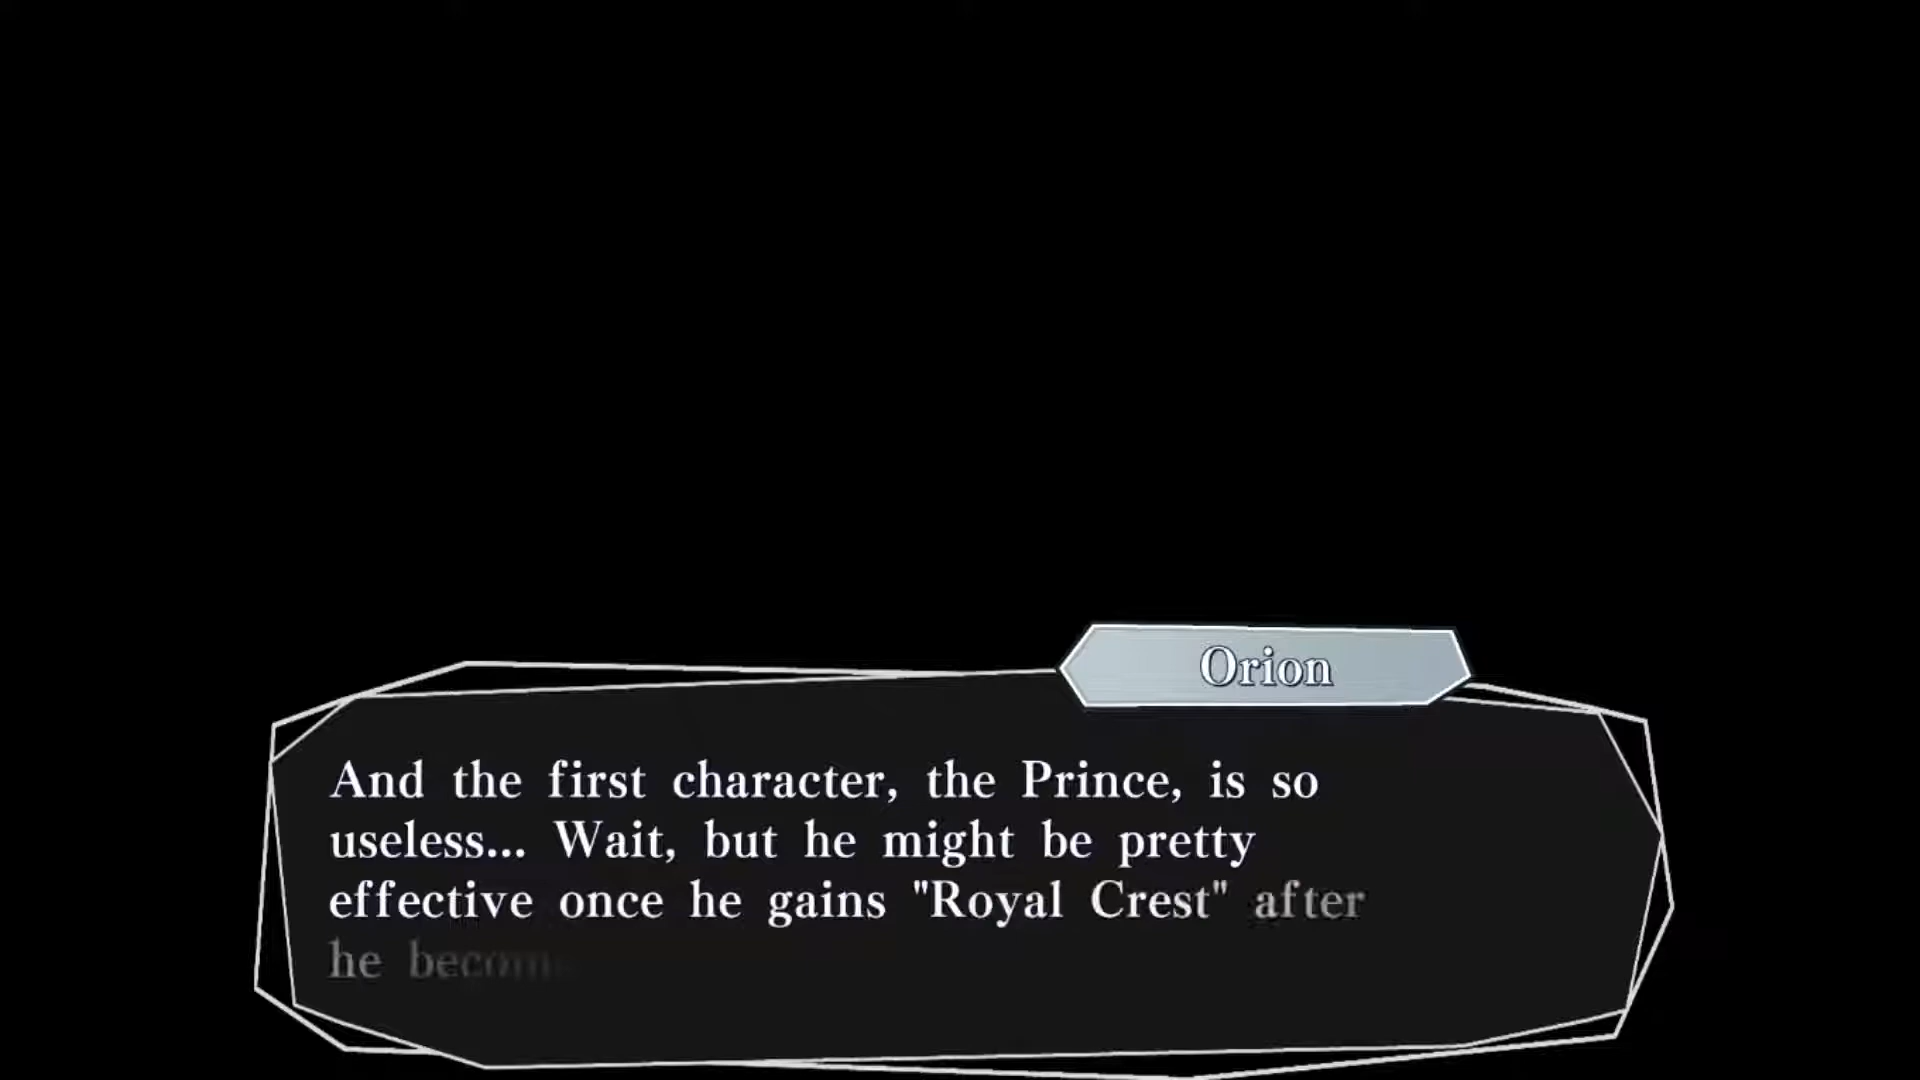 Orion
And the first character, the Prince, is so
useless... Wait, but he might be pretty
effective once he gains "Royal Crest" after
he